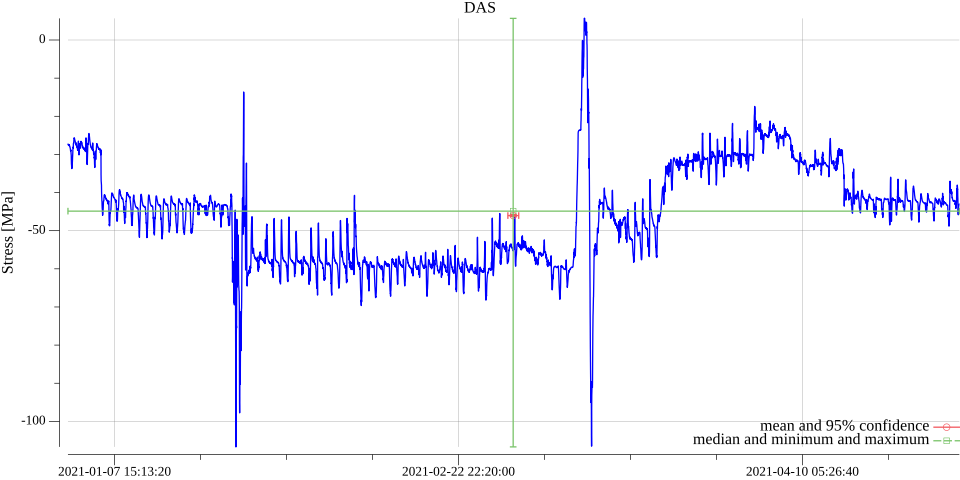 DAS
0
-50
-100
Stress [MPa]
mean and 95% confidence
median and minimum and maximum
2021-01-07 15:13:20
2021-02-22 22:20:00
2021-04-10 05:26:40